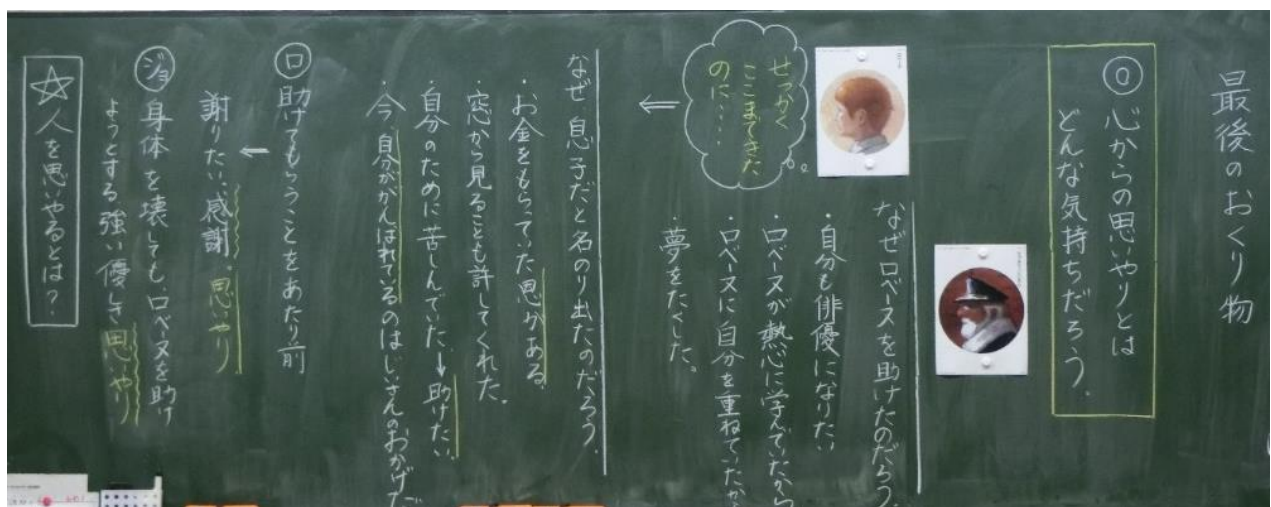 最後のおくり物
◎心からの思いやりとは
どんな気持ちだろう。
なぜロベーヌを助けたのだろう。
・自分も俳優になりたい
・ロベーヌが熱心に学んでいたから
・ロベーヌに自分を重ねていたから
・夢をたくした。
せっかく
ここまできた
のに・・・・
なぜ息子だと名のり出たのだろう。
・お金をもらっていた恩がある
・窓から見ることも許してくれた。
・自分のために苦しんでいた→助けたい。
・今、自分ががんばれているのはじいさんのおかげだ
ロ助けてもらうことをあたり前
謝りたい、感謝。思いやり
ジョ身体を壊してもロベーヌを助け
ようとする強い優しさ思いやり
☆人を思いやるとは?